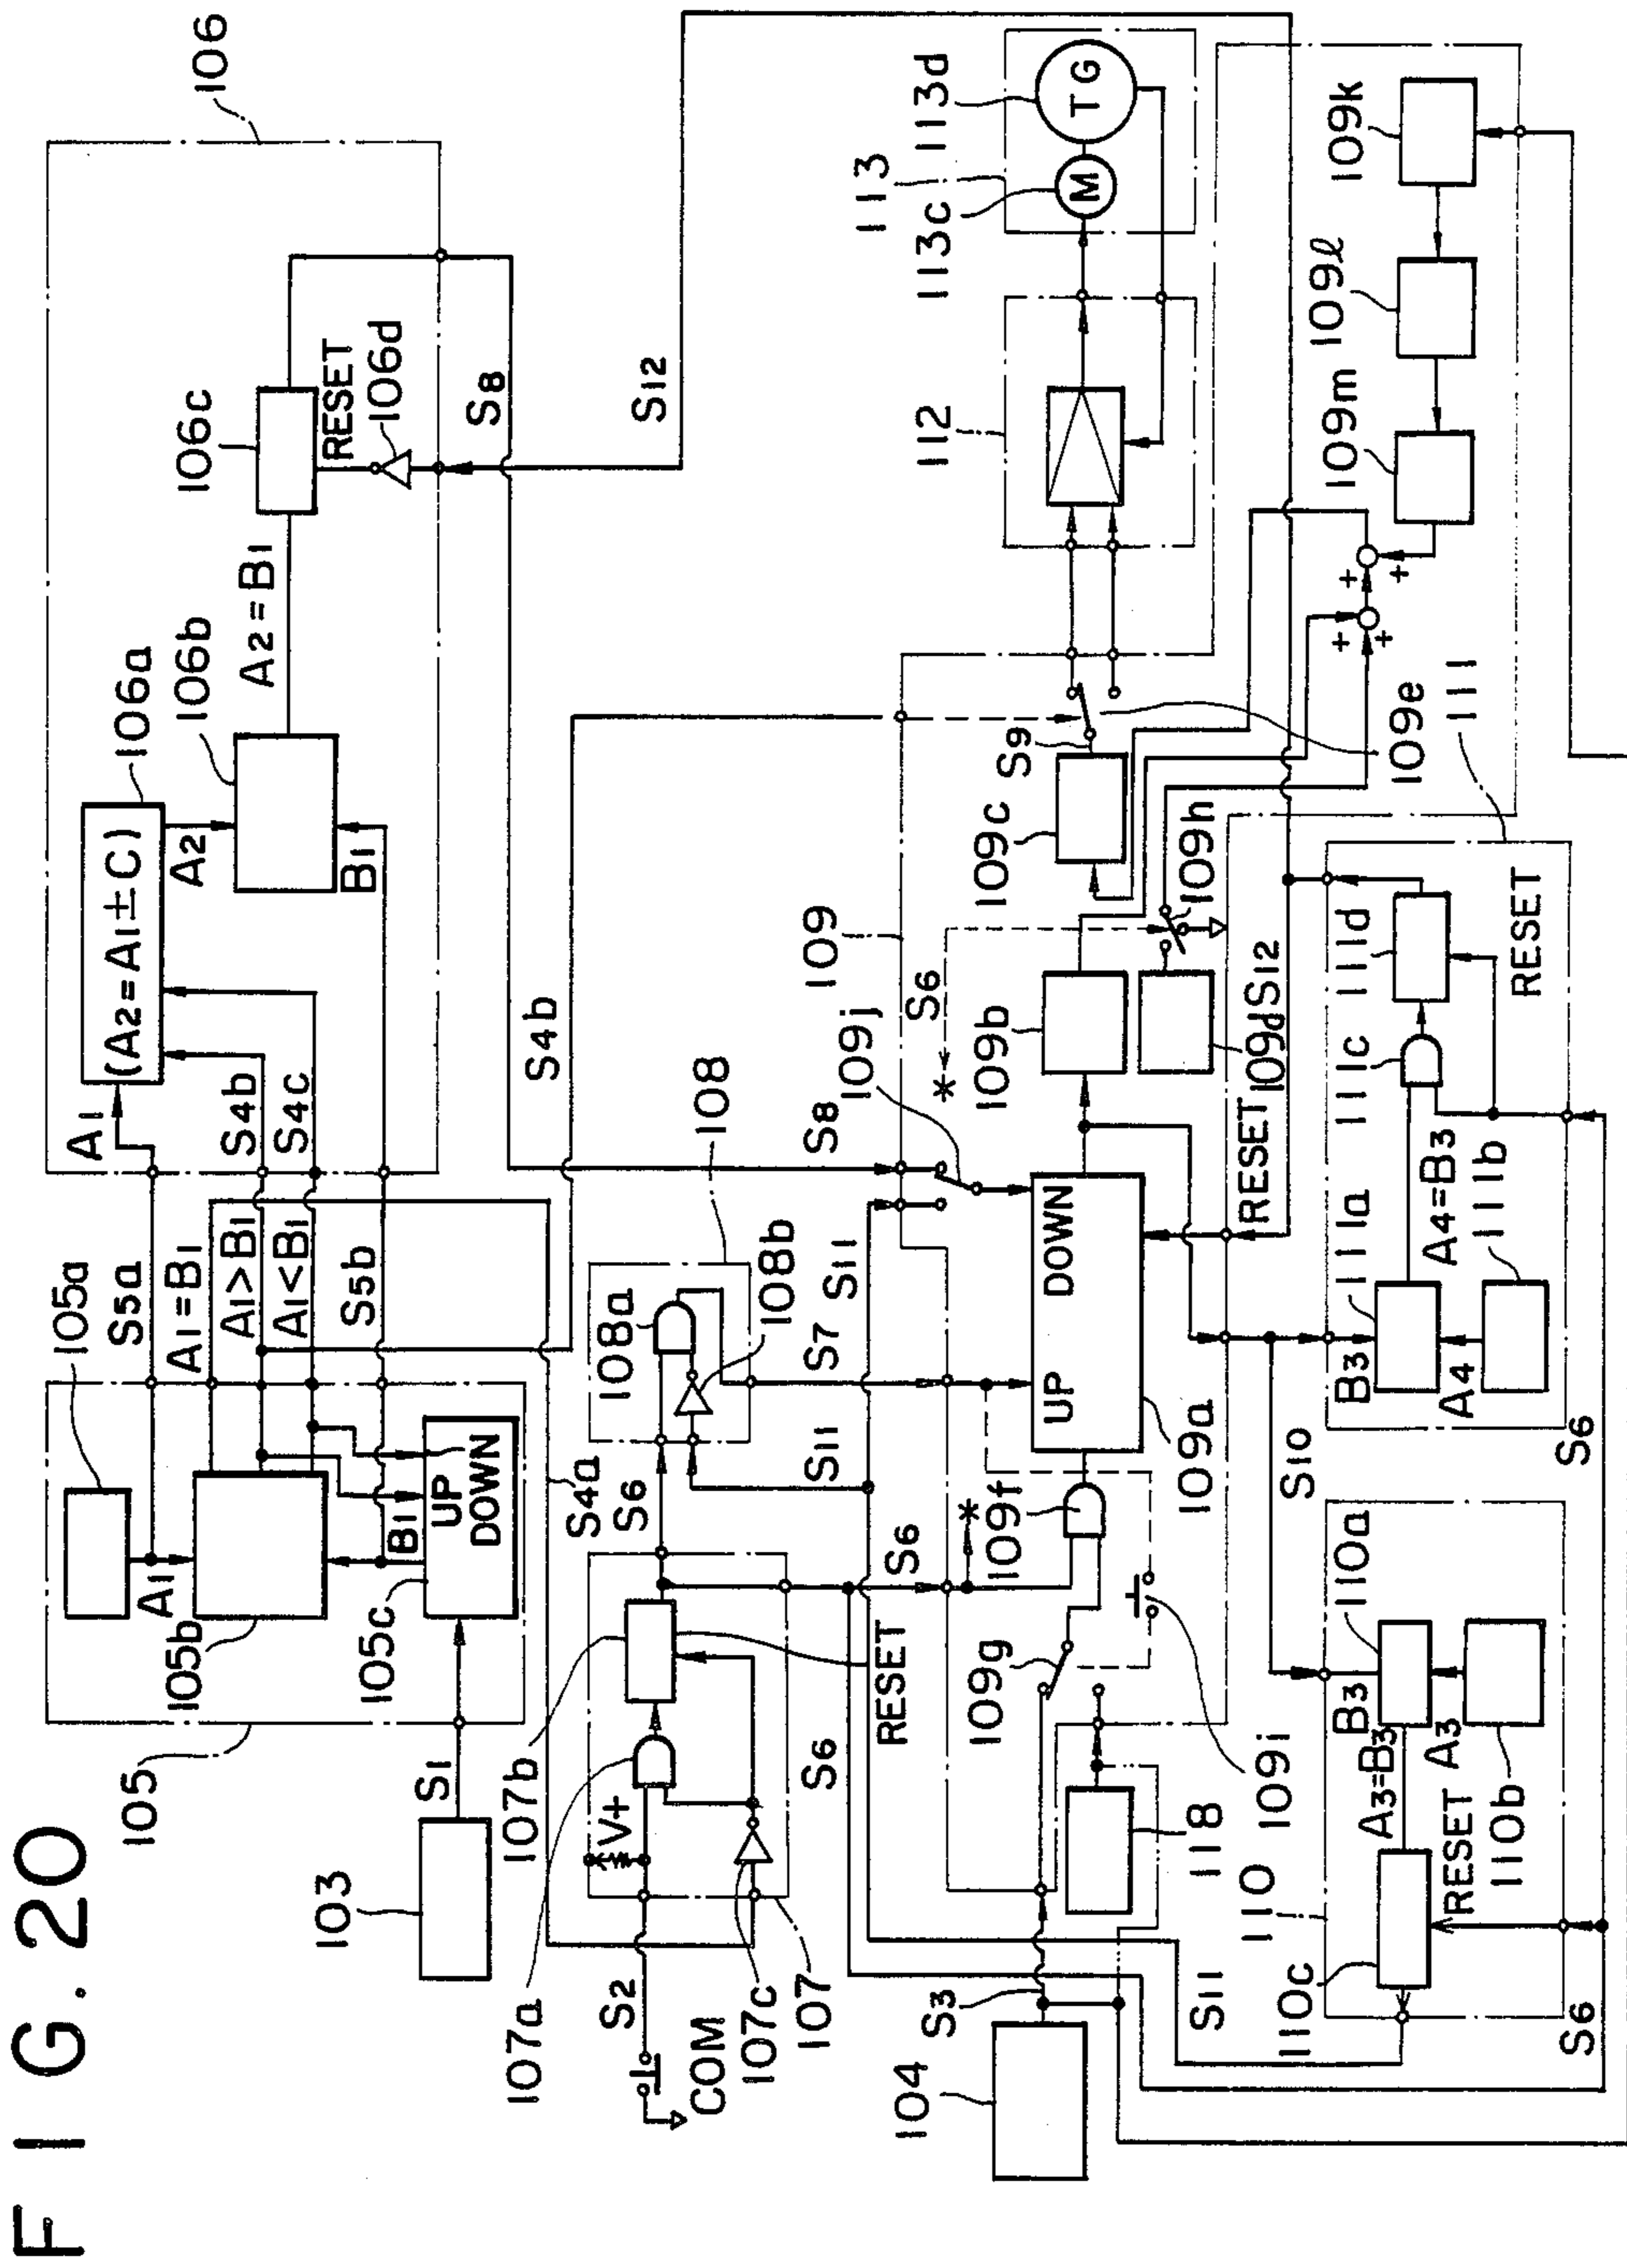 FIG. 20
103
S1
105
105a
A1
105b
105c
B1
UP
DOWN
S5a
A1=B1
A1>B1
A1<B1
S5b
S4a
A1
S4b
S4c
106
106a
(A2=A1±C)
A2
B1
106b
A2=B1
106c
RESET
106d
S8
S12
S4b
S2
COM
V+
107
107a
107b
107c
S6
RESET
S6
S6
108
108a
108b
S11
S7
S11
S8
104
S3
118
109
109a
UP
DOWN
RESET
109b
109c
109d
109e
109f
109g
109h
109i
109j
109k
109ℓ
109m
S6
*
S6
*
S9
S12
+
+
+
+
112
113
113c
113d
M
TG
S10
110
110a
110b
110c
B3
A3
A3=B3
RESET
S11
S6
S6
111
111a
111b
111c
111d
B3
A4
A4=B3
RESET